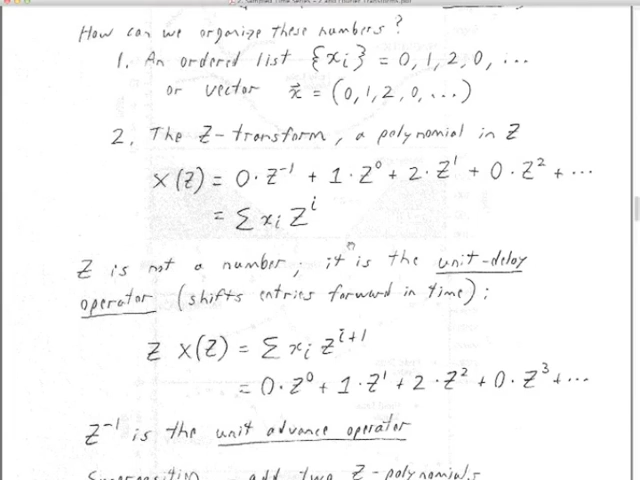 How can we organize these numbers?
1. An ordered list {xi} = 0, 1, 2, 0, ...
or vector x⃗ = (0, 1, 2, 0, ...)
2. The Z-transform, a polynomial in Z
X(Z) = 0·Z⁻¹ + 1·Z⁰ + 2·Z¹ + 0·Z² + ...
= Σ xᵢ Zⁱ
Z is not a number; it is the unit-delay
operator (shifts entries forward in time):
Z X(Z) = Σ xᵢ Zⁱ⁺¹
= 0·Z⁰ + 1·Z¹ + 2·Z² + 0·Z³ + ...
Z⁻¹ is the unit advance operator
Superposition - add two Z-polynomials